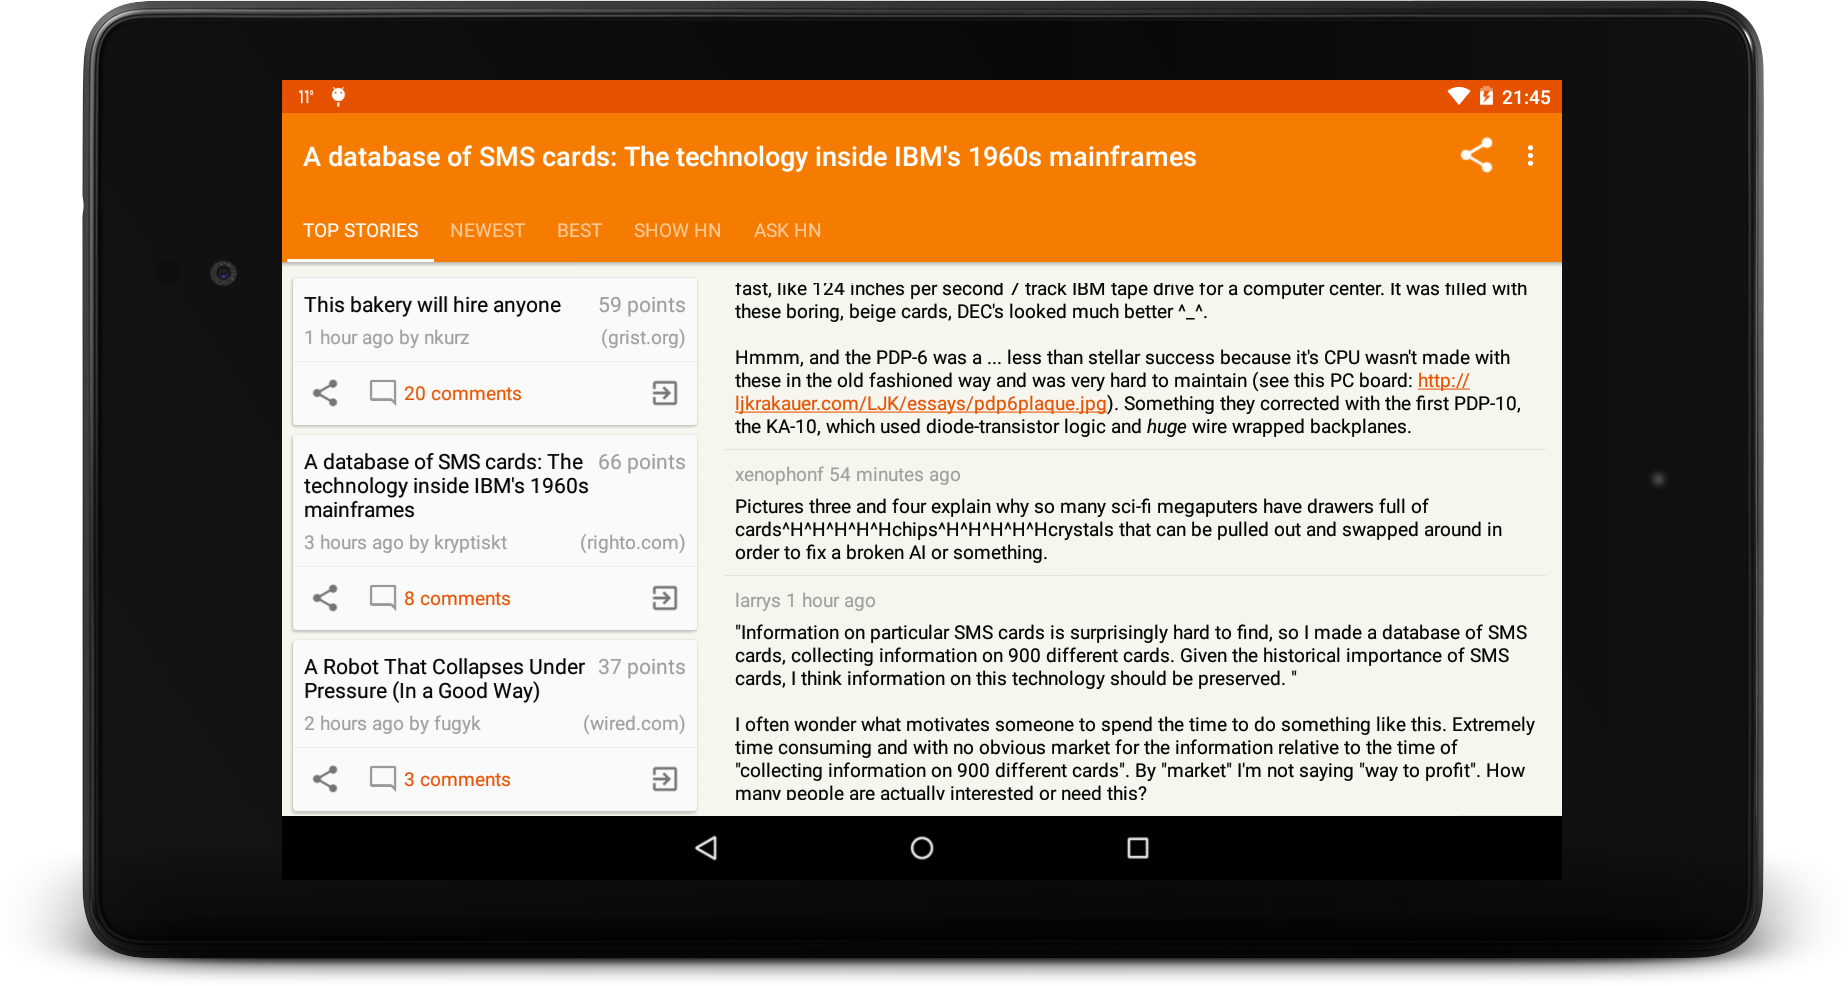 11°
21:45
A database of SMS cards: The technology inside IBM's 1960s mainframes
TOP STORIES
NEWEST
BEST
SHOW HN
ASK HN
This bakery will hire anyone
59 points
1 hour ago by nkurz
(grist.org)
20 comments
A database of SMS cards: The
technology inside IBM's 1960s
mainframes
66 points
3 hours ago by kryptiskt
(righto.com)
8 comments
A Robot That Collapses Under
Pressure (In a Good Way)
37 points
2 hours ago by fugyk
(wired.com)
3 comments
fast, like 124 inches per second 7 track IBM tape drive for a computer center. It was filled with
these boring, beige cards, DEC's looked much better ^_^.
Hmmm, and the PDP-6 was a ... less than stellar success because it's CPU wasn't made with
these in the old fashioned way and was very hard to maintain (see this PC board: http://
ljkrakauer.com/LJK/essays/pdp6plaque.jpg). Something they corrected with the first PDP-10,
the KA-10, which used diode-transistor logic and huge wire wrapped backplanes.
xenophonf 54 minutes ago
Pictures three and four explain why so many sci-fi megaputers have drawers full of
cards^H^H^H^H^Hchips^H^H^H^H^Hcrystals that can be pulled out and swapped around in
order to fix a broken AI or something.
larrys 1 hour ago
"Information on particular SMS cards is surprisingly hard to find, so I made a database of SMS
cards, collecting information on 900 different cards. Given the historical importance of SMS
cards, I think information on this technology should be preserved. "
I often wonder what motivates someone to spend the time to do something like this. Extremely
time consuming and with no obvious market for the information relative to the time of
"collecting information on 900 different cards". By "market" I'm not saying "way to profit". How
many people are actually interested or need this?